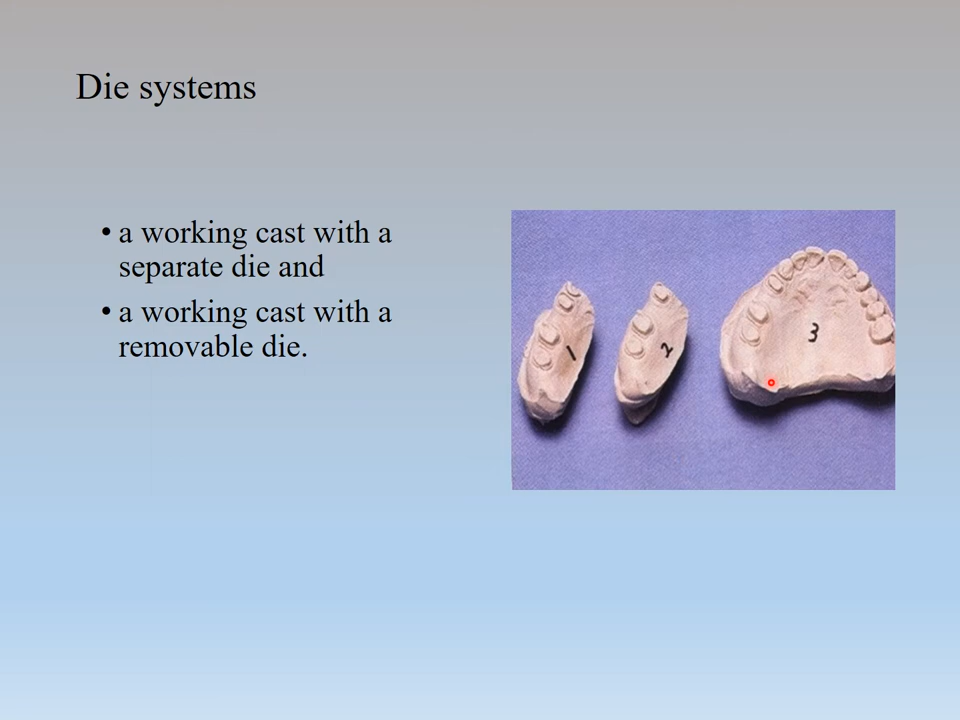 Die systems
• a working cast with a
separate die and
• a working cast with a
removable die.
1
2
3